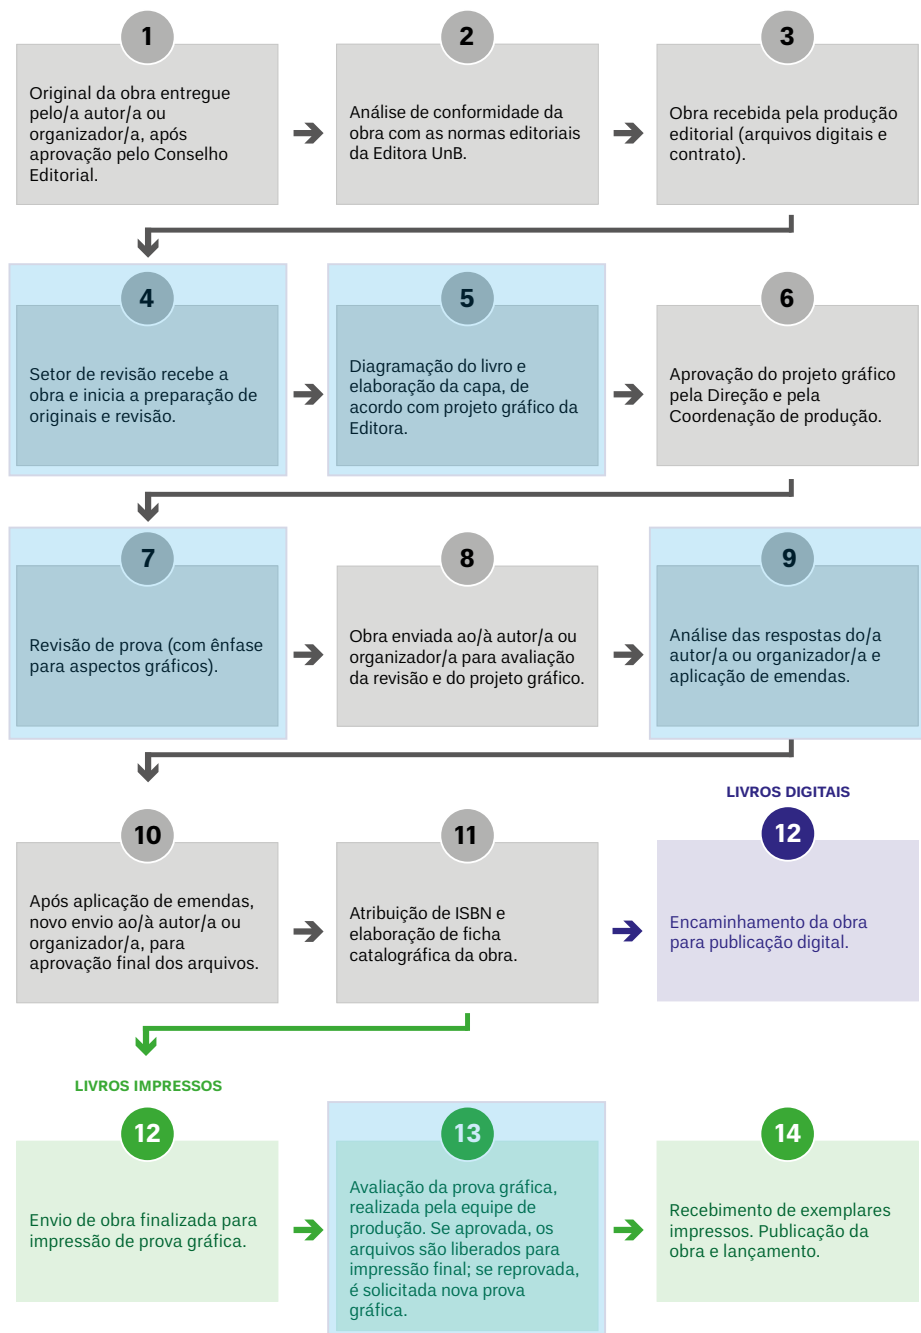 1
Original da obra entregue
pelo/a autor/a ou
organizador/a, após
aprovação pelo Conselho
Editorial.
2
Análise de conformidade da
obra com as normas editoriais
da Editora UnB.
3
Obra recebida pela produção
editorial (arquivos digitais e
contrato).
4
Setor de revisão recebe a
obra e inicia a preparação de
originais e revisão.
5
Diagramação do livro e
elaboração da capa, de
acordo com projeto gráfico da
Editora.
6
Aprovação do projeto gráfico
pela Direção e pela
Coordenação de produção.
7
Revisão de prova (com ênfase
para aspectos gráficos).
8
Obra enviada ao/à autor/a ou
organizador/a para avaliação
da revisão e do projeto gráfico.
9
Análise das respostas do/a
autor/a ou organizador/a e
aplicação de emendas.
10
Após aplicação de emendas,
novo envio ao/à autor/a ou
organizador/a, para
aprovação final dos arquivos.
11
Atribuição de ISBN e
elaboração de ficha
catalográfica da obra.
LIVROS DIGITAIS
12
Encaminhamento da obra
para publicação digital.
LIVROS IMPRESSOS
12
Envio de obra finalizada para
impressão de prova gráfica.
13
Avaliação da prova gráfica,
realizada pela equipe de
produção. Se aprovada, os
arquivos são liberados para
impressão final; se reprovada,
é solicitada nova prova
gráfica.
14
Recebimento de exemplares
impressos. Publicação da
obra e lançamento.